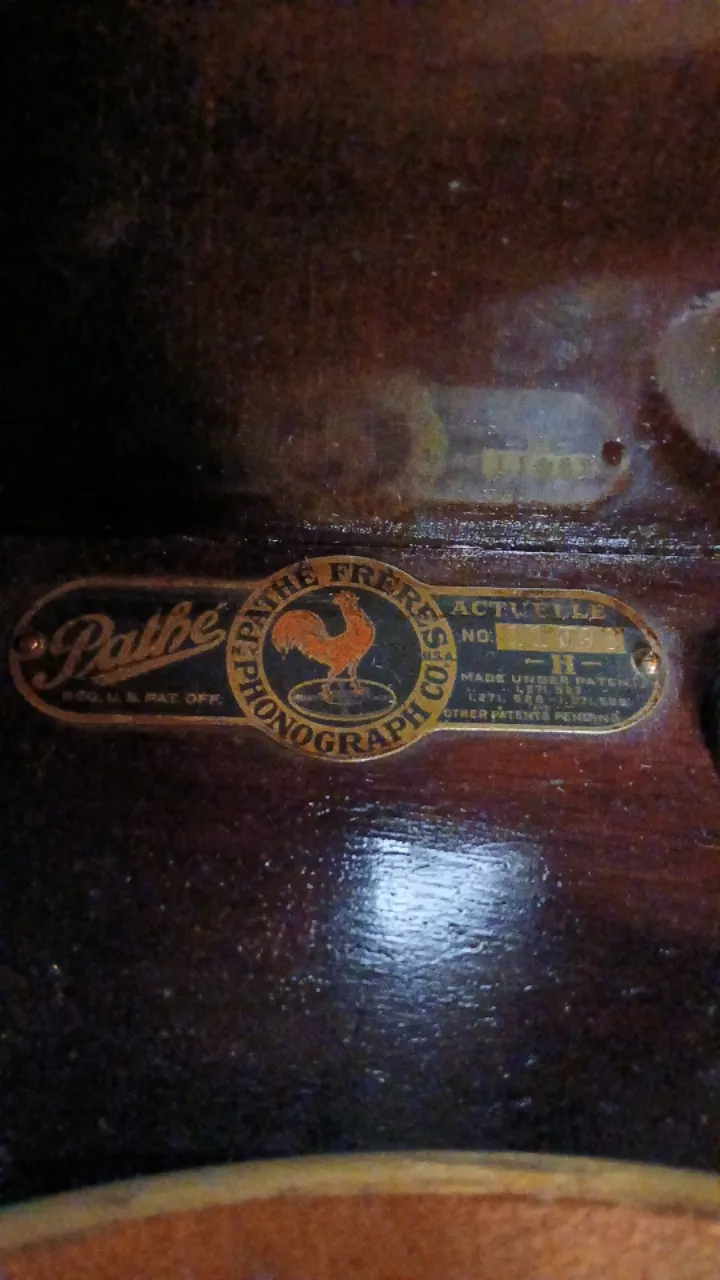 Pathé
REG. U. S. PAT. OFF.
PATHÉ FRÈRES
PHONOGRAPH CO.
U.S.A.
ACTUELLE
NO.
-H-
MADE UNDER PATENTS
OTHER PATENTS PENDING